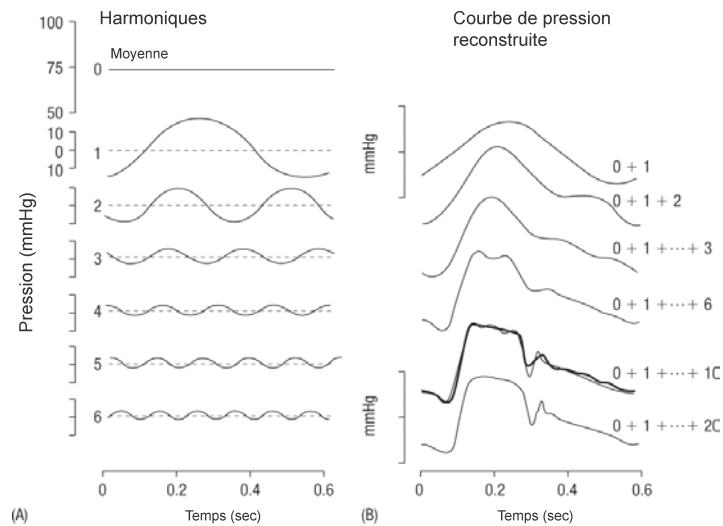 Harmoniques
Courbe de pression
reconstruite
100
75
50
Moyenne
0
10
0
10
1
2
3
4
5
6
Pression (mmHg)
mmHg
mmHg
0 + 1
0 + 1 + 2
0 + 1 + ··· + 3
0 + 1 + ··· + 6
0 + 1 + ··· + 1
0 + 1 + ··· + 2
0 0.2 0.4 0.6
0 0.2 0.4 0.6
(A) Temps (sec)
(B) Temps (sec)